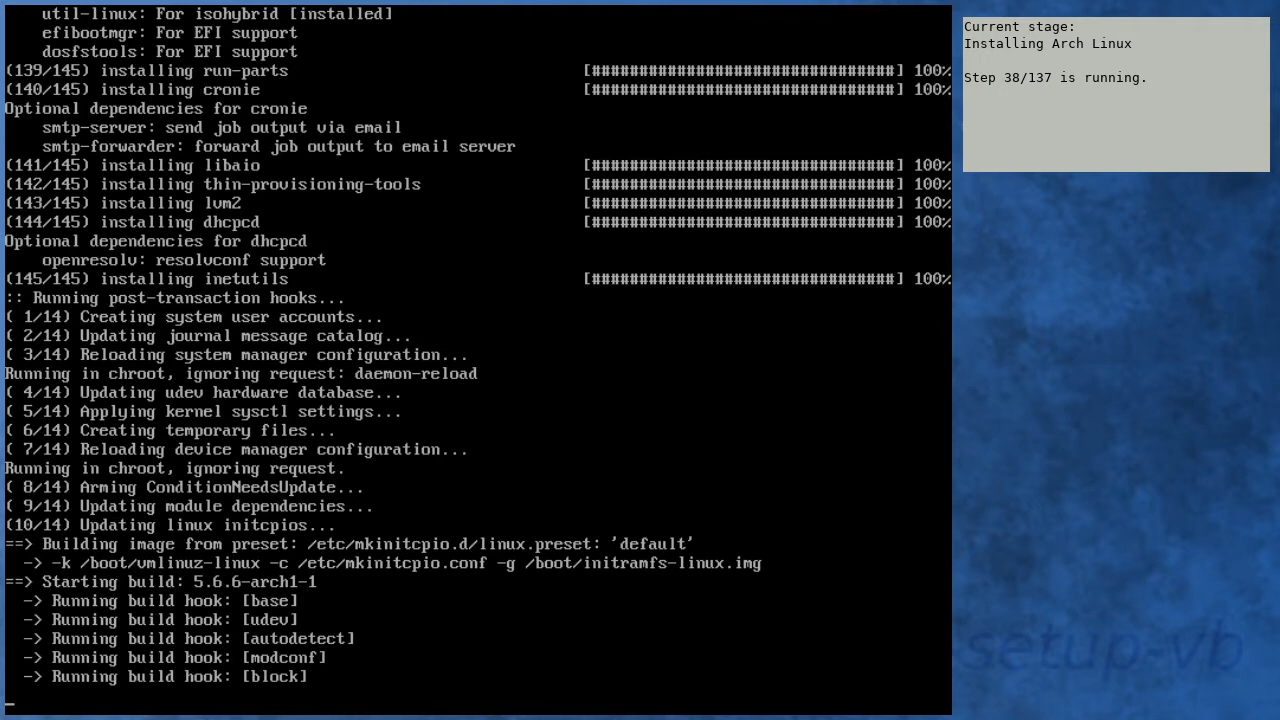 util-linux: For isohybrid [installed]
efibootmgr: For EFI support
dosfstools: For EFI support
(139/145) installing run-parts [################################] 100%
(140/145) installing cronie [################################] 100%
Optional dependencies for cronie
smtp-server: send job output via email
smtp-forwarder: forward job output to email server
(141/145) installing libaio [################################] 100%
(142/145) installing thin-provisioning-tools [################################] 100%
(143/145) installing lvm2 [################################] 100%
(144/145) installing dhcpcd [################################] 100%
Optional dependencies for dhcpcd
openresolv: resolvconf support
(145/145) installing inetutils [################################] 100%
:: Running post-transaction hooks...
( 1/14) Creating system user accounts...
( 2/14) Updating journal message catalog...
( 3/14) Reloading system manager configuration...
Running in chroot, ignoring request: daemon-reload
( 4/14) Updating udev hardware database...
( 5/14) Applying kernel sysctl settings...
( 6/14) Creating temporary files...
( 7/14) Reloading device manager configuration...
Running in chroot, ignoring request.
( 8/14) Arming ConditionNeedsUpdate...
( 9/14) Updating module dependencies...
(10/14) Updating linux initcpios...
==> Building image from preset: /etc/mkinitcpio.d/linux.preset: 'default'
-> -k /boot/vmlinuz-linux -c /etc/mkinitcpio.conf -g /boot/initramfs-linux.img
==> Starting build: 5.6.6-arch1-1
-> Running build hook: [base]
-> Running build hook: [udev]
-> Running build hook: [autodetect]
-> Running build hook: [modconf]
-> Running build hook: [block]
_
Current stage:
Installing Arch Linux
Step 38/137 is running.
setup-vb